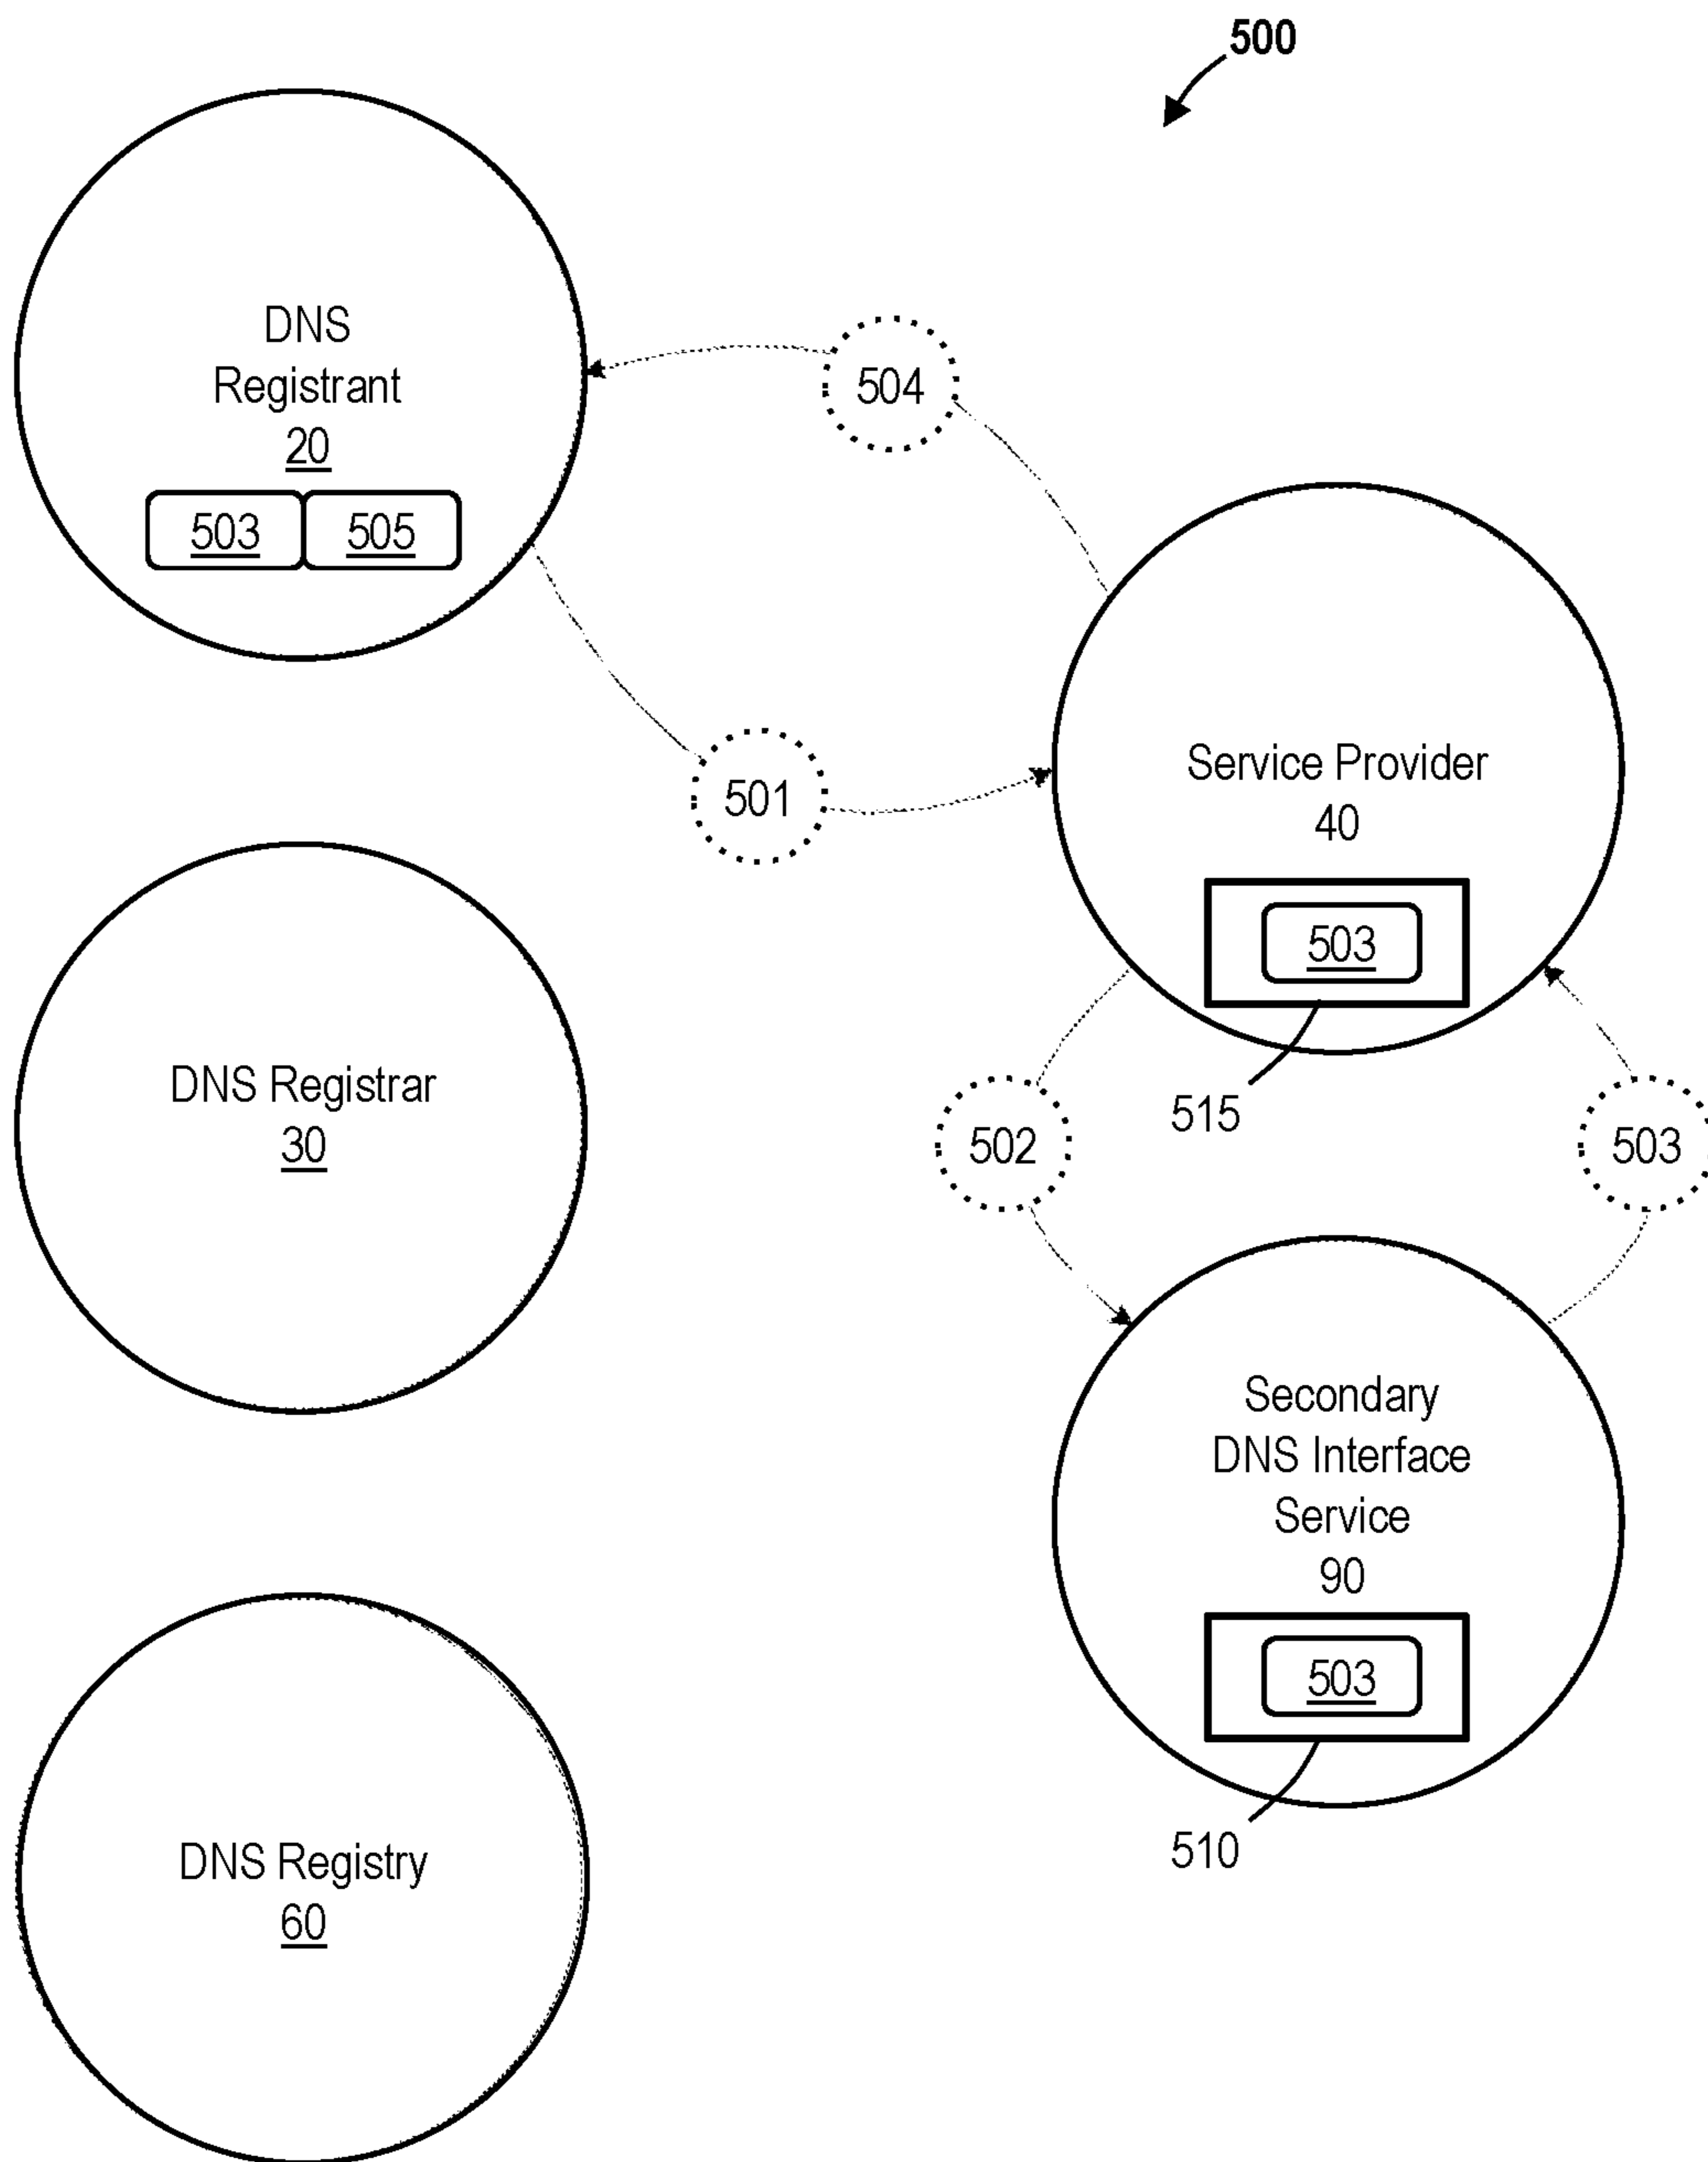 500
DNS
Registrant
20
503 505
504
501
Service Provider
40
503
515
DNS Registrar
30
502
503
Secondary
DNS Interface
Service
90
503
510
DNS Registry
60